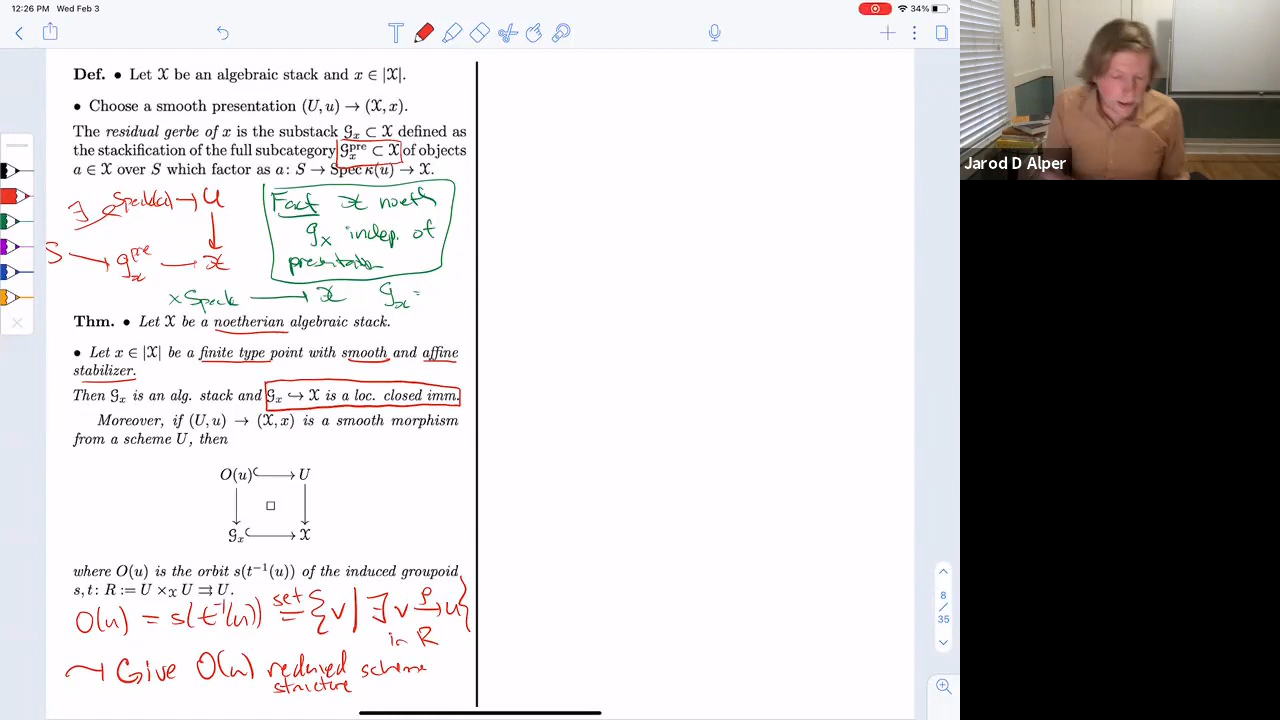 12:26 PM Wed Feb 3
34%
Def. • Let 𝒳 be an algebraic stack and x ∈ |𝒳|.
• Choose a smooth presentation (U, u) → (𝒳, x).
The residual gerbe of x is the substack 𝒢ₓ ⊂ 𝒳 defined as
the stackification of the full subcategory 𝒢ₓᵖʳᵉ ⊂ 𝒳 of objects
a ∈ 𝒳 over S which factor as a: S → Spec κ(u) → 𝒳.
∃ Spec κ(u) → U
S → 𝒢ₓᵖʳᵉ → 𝒳
Fact 𝒳 noeth
𝒢ₓ indep. of
presentation
x Spec k → 𝒳 𝒢ₓ =
Thm. • Let 𝒳 be a noetherian algebraic stack.
• Let x ∈ |𝒳| be a finite type point with smooth and affine
stabilizer.
Then 𝒢ₓ is an alg. stack and 𝒢ₓ ↪ 𝒳 is a loc. closed imm.
Moreover, if (U, u) → (𝒳, x) is a smooth morphism
from a scheme U, then
O(u) ↪ U
□
𝒢ₓ ↪ 𝒳
where O(u) is the orbit s(t⁻¹(u)) of the induced groupoid
s, t: R := U ×_𝒳 U ⇉ U.
O(u) = s(t⁻¹(u)) set = {v | ∃ v →ρ u}
in R
⤳ Give O(u) reduced scheme
structure
Jarod D Alper
8
/
35